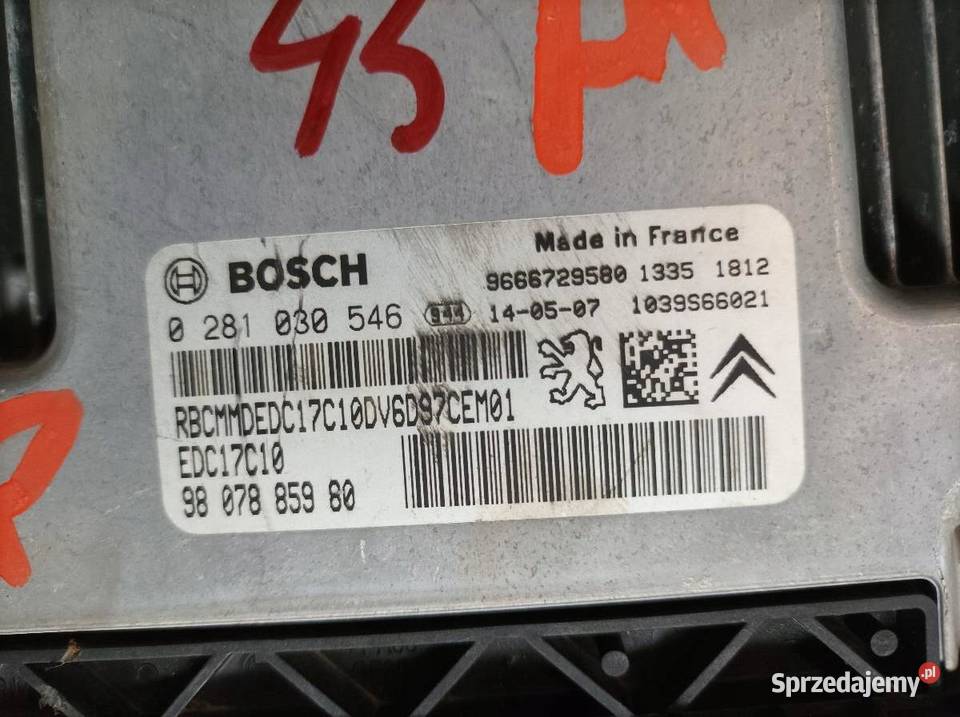 45
Made in France
BOSCH
9666729580 1335 1812
0 281 030 546 944 14-05-07 1039S66021
RBCMMDEDC17C10DV6D97CEM01
EDC17C10
98 078 859 80
Sprzedajemy.pl